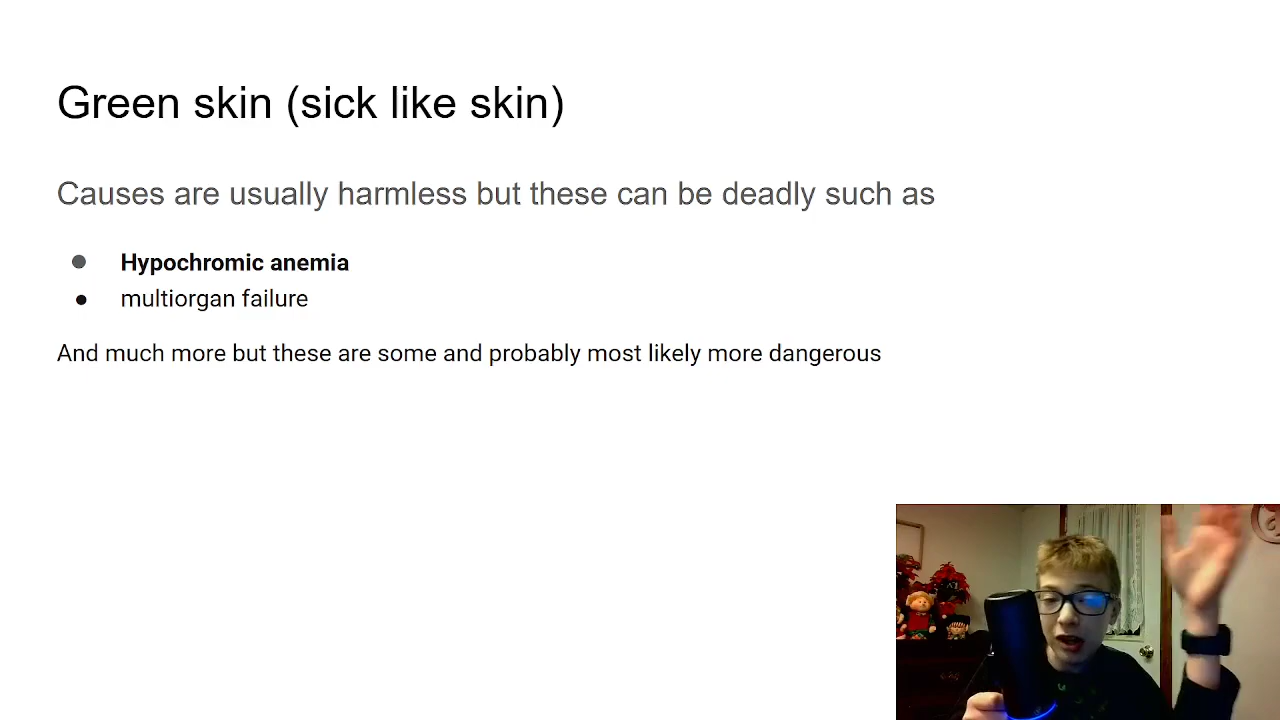 Green skin (sick like skin)
Causes are usually harmless but these can be deadly such as
● Hypochromic anemia
● multiorgan failure
And much more but these are some and probably most likely more dangerous